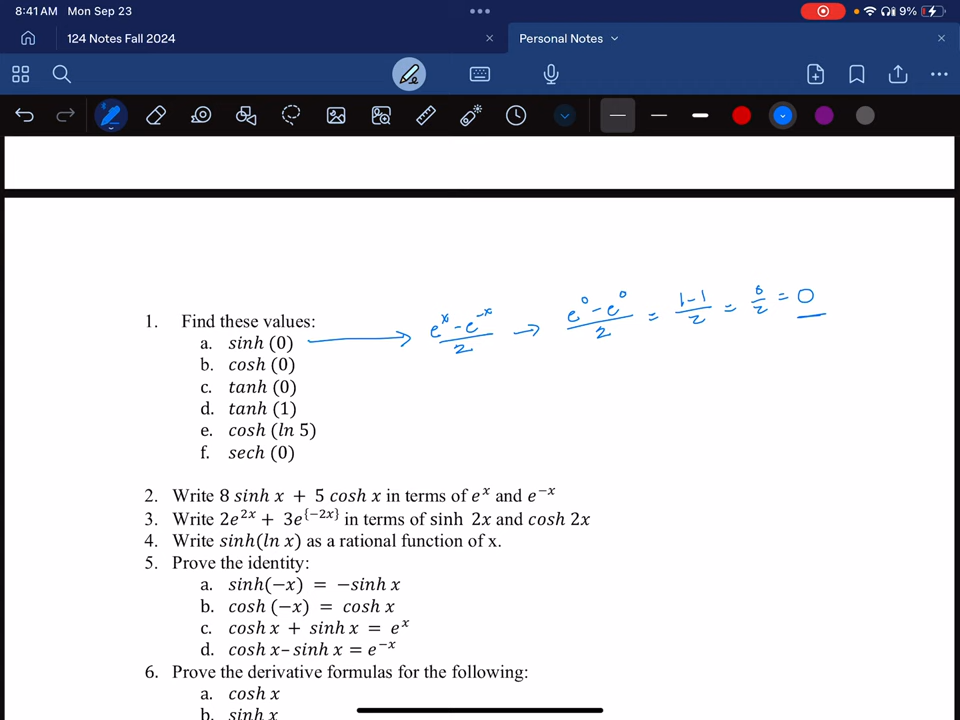 8:41 AM Mon Sep 23
9%
124 Notes Fall 2024
Personal Notes
1. Find these values:
a. sinh (0) → (e^x - e^-x)/2 → (e^0 - e^0)/2 = (1-1)/2 = 0/2 = 0
b. cosh (0)
c. tanh (0)
d. tanh (1)
e. cosh (ln 5)
f. sech (0)
2. Write 8 sinh x + 5 cosh x in terms of e^x and e^−x
3. Write 2e^2x + 3e^{−2x} in terms of sinh 2x and cosh 2x
4. Write sinh(ln x) as a rational function of x.
5. Prove the identity:
a. sinh(−x) = −sinh x
b. cosh (−x) = cosh x
c. cosh x + sinh x = e^x
d. cosh x – sinh x = e^−x
6. Prove the derivative formulas for the following:
a. cosh x
b. sinh x